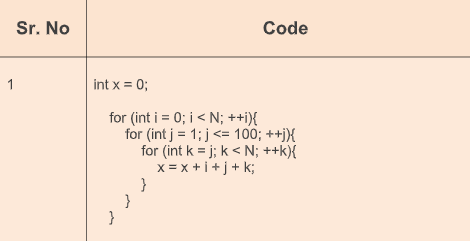 Sr. No Code
1 int x = 0;
for (int i = 0; i < N; ++i){
for (int j = 1; j <= 100; ++j){
for (int k = j; k < N; ++k){
x = x + i + j + k;
}
}
}